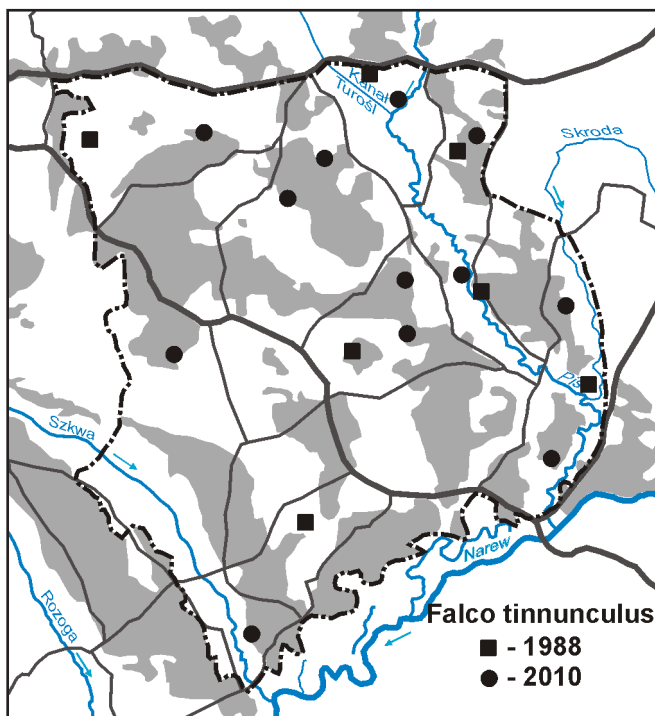 Kanał
Turośl
Skroda
Pisa
Szkwa
Narew
Rozoga
Falco tinnunculus
- 1988
- 2010